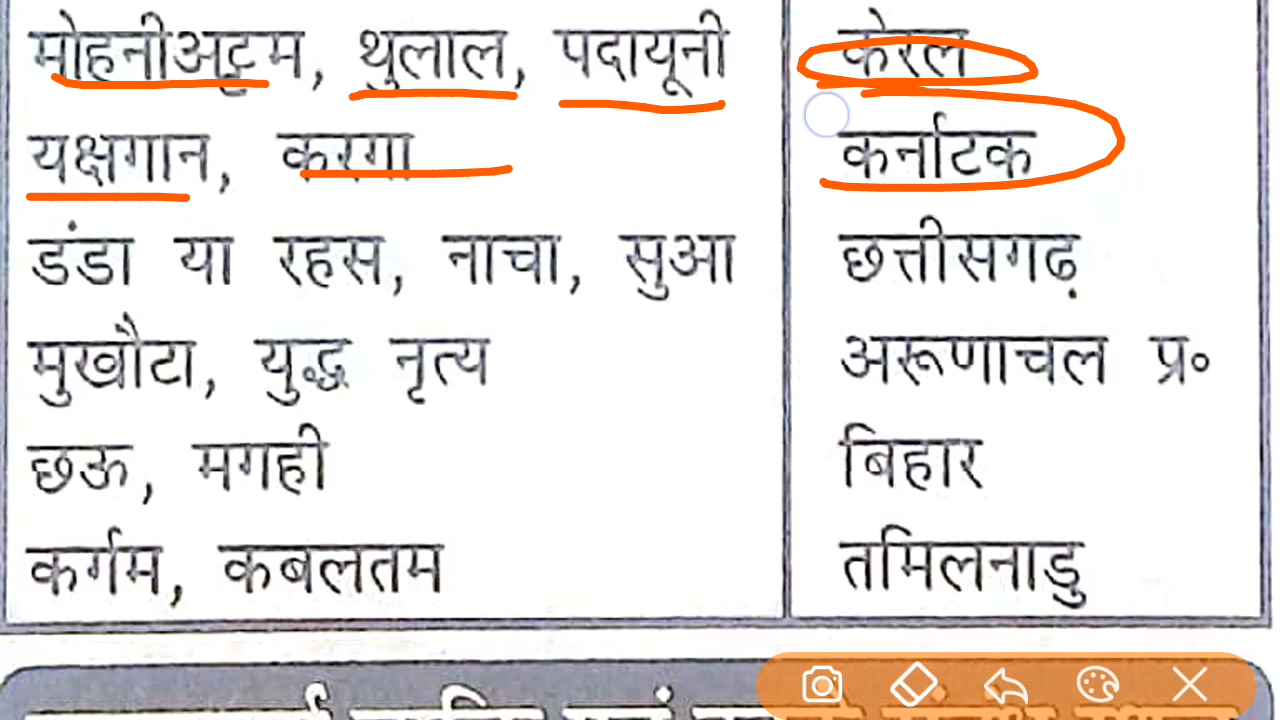 मोहनीअट्टम, थुलाल, पदायूनी केरल
यक्षगान, करगा कर्नाटक
डंडा या रहस, नाचा, सुआ छत्तीसगढ़
मुखौटा, युद्ध नृत्य अरूणाचल प्र॰
छऊ, मगही बिहार
कर्गम, कबलतम तमिलनाडु